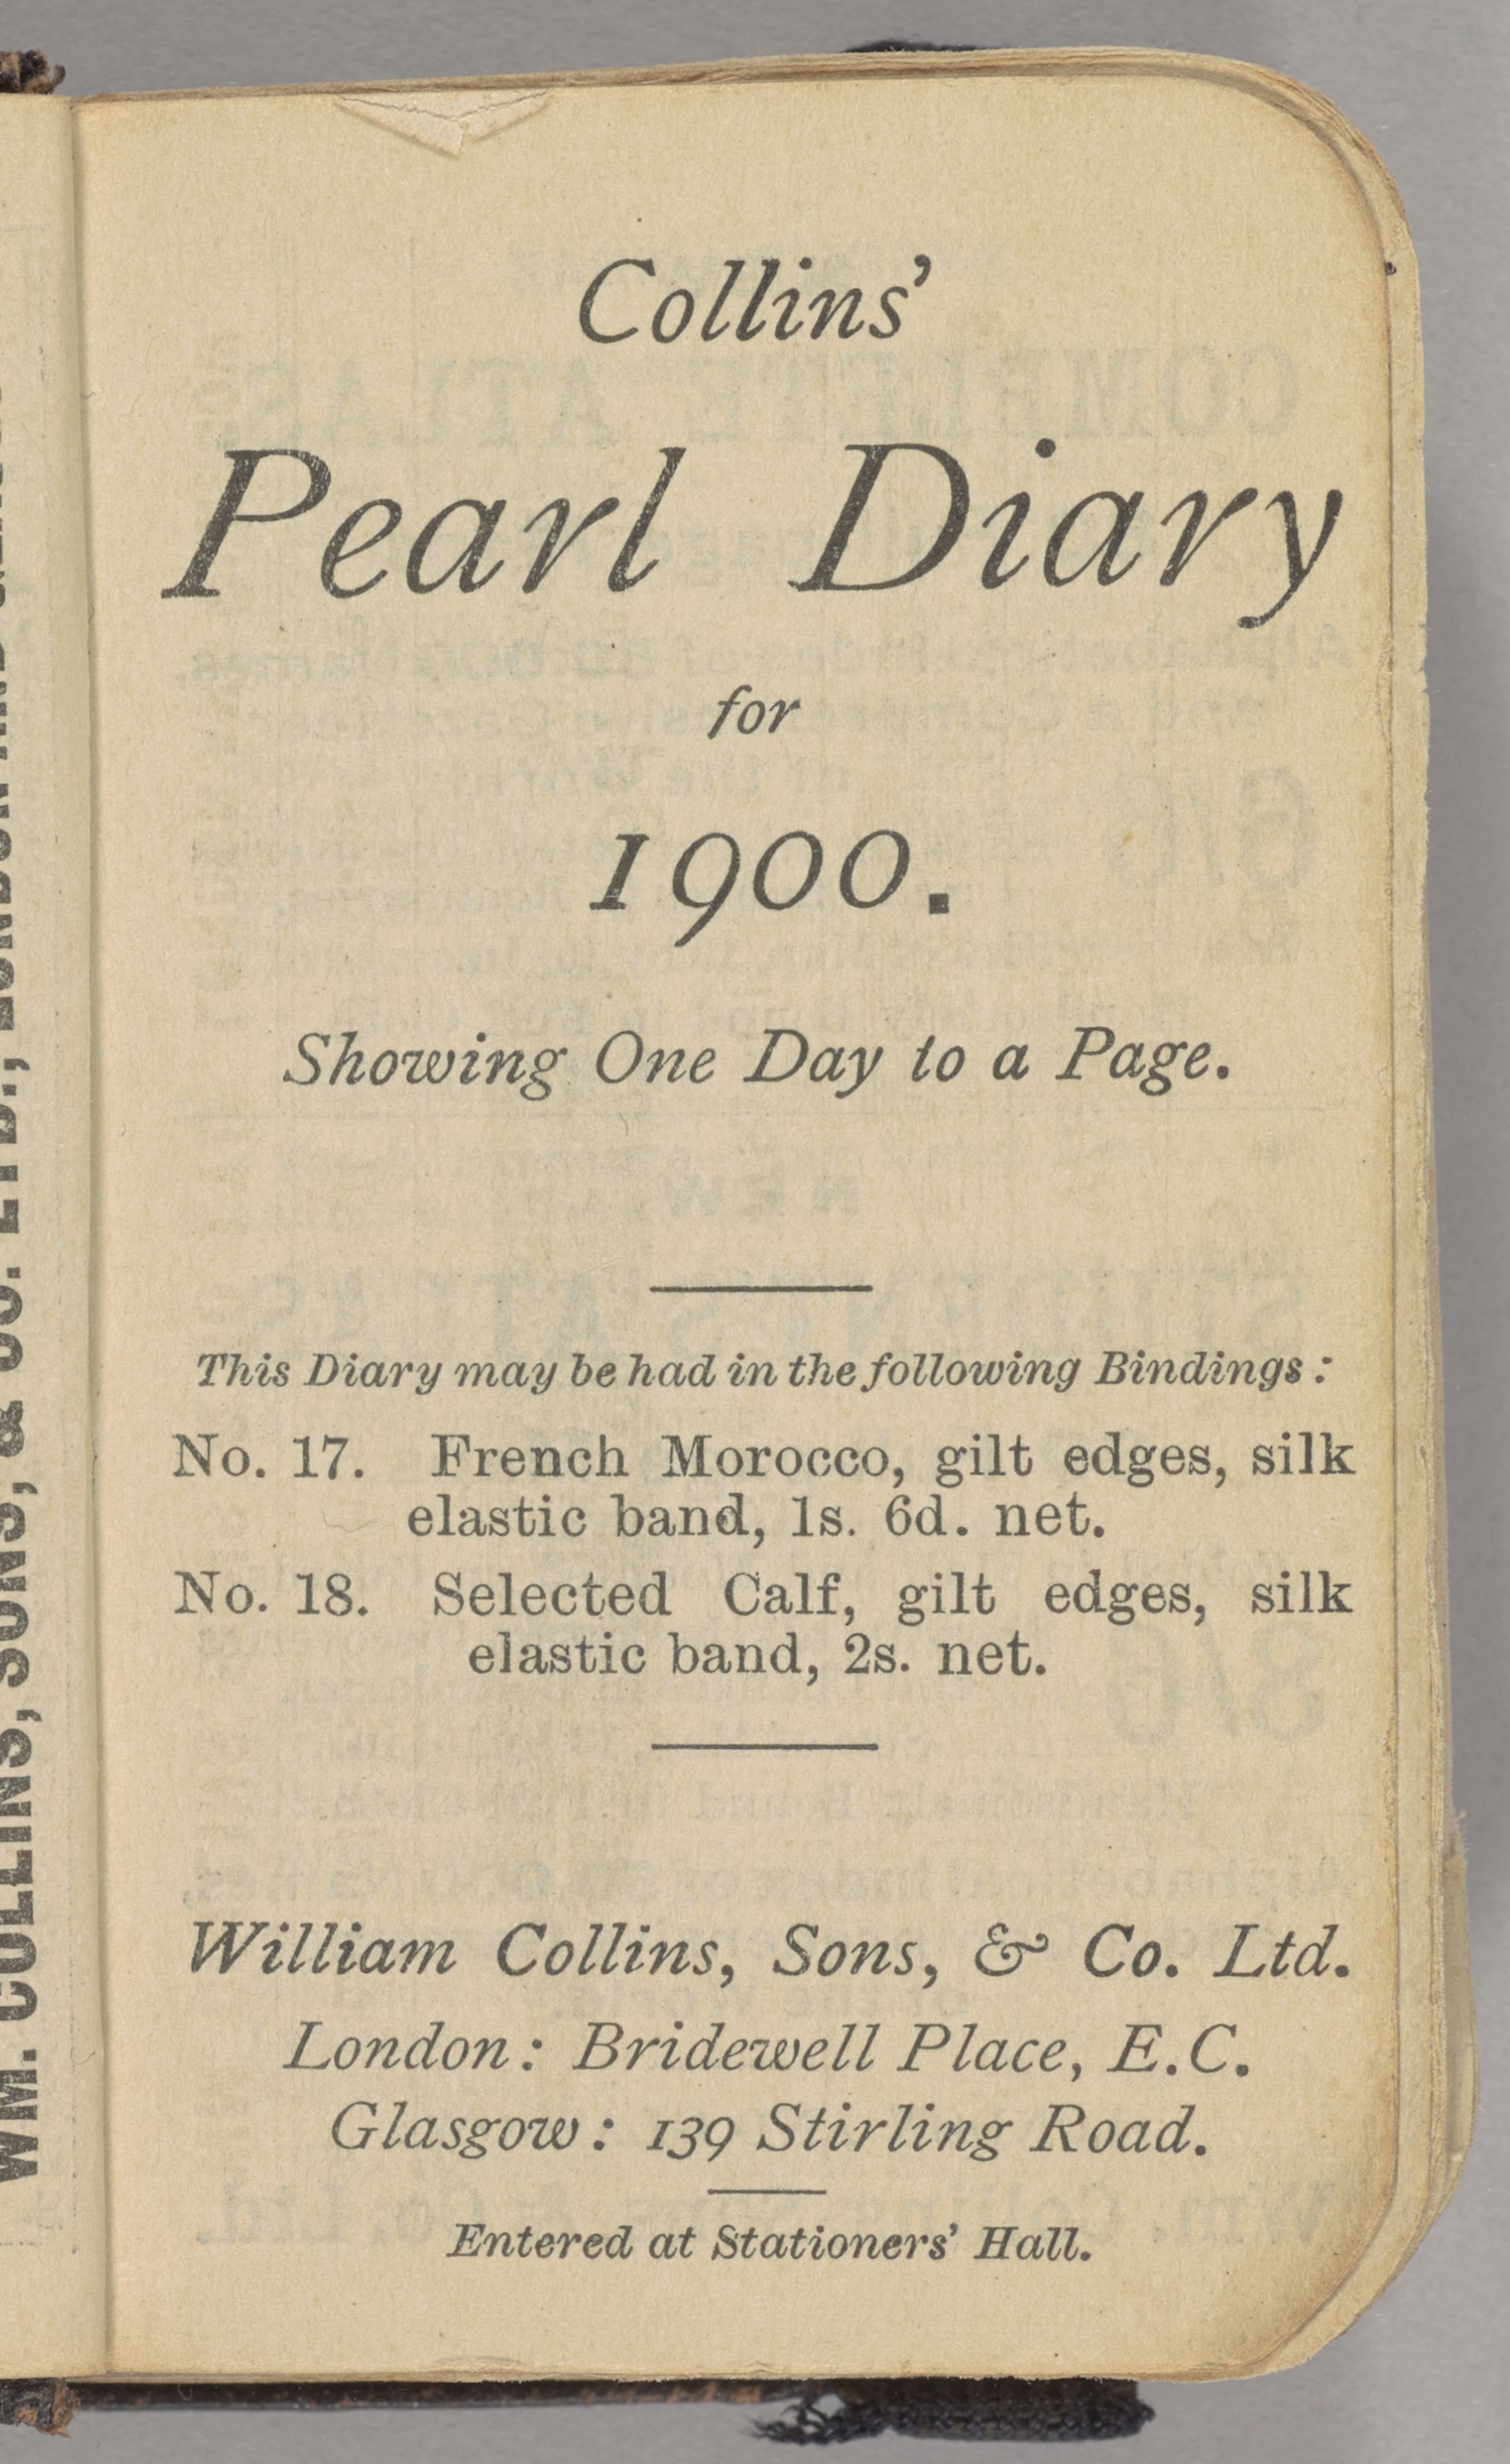 Collins'
Pearl Diary
for
1900.
Showing One Day to a Page.
This Diary may be had in the following Bindings:
No. 17. French Morocco, gilt edges, silk
elastic band, 1s. 6d. net.
No. 18. Selected Calf, gilt edges, silk
elastic band, 2s. net.
William Collins, Sons, & Co. Ltd.
London: Bridewell Place, E.C.
Glasgow: 139 Stirling Road.
Entered at Stationers' Hall.
WM. COLLINS, SONS, & CO. LTD., LONDON AND